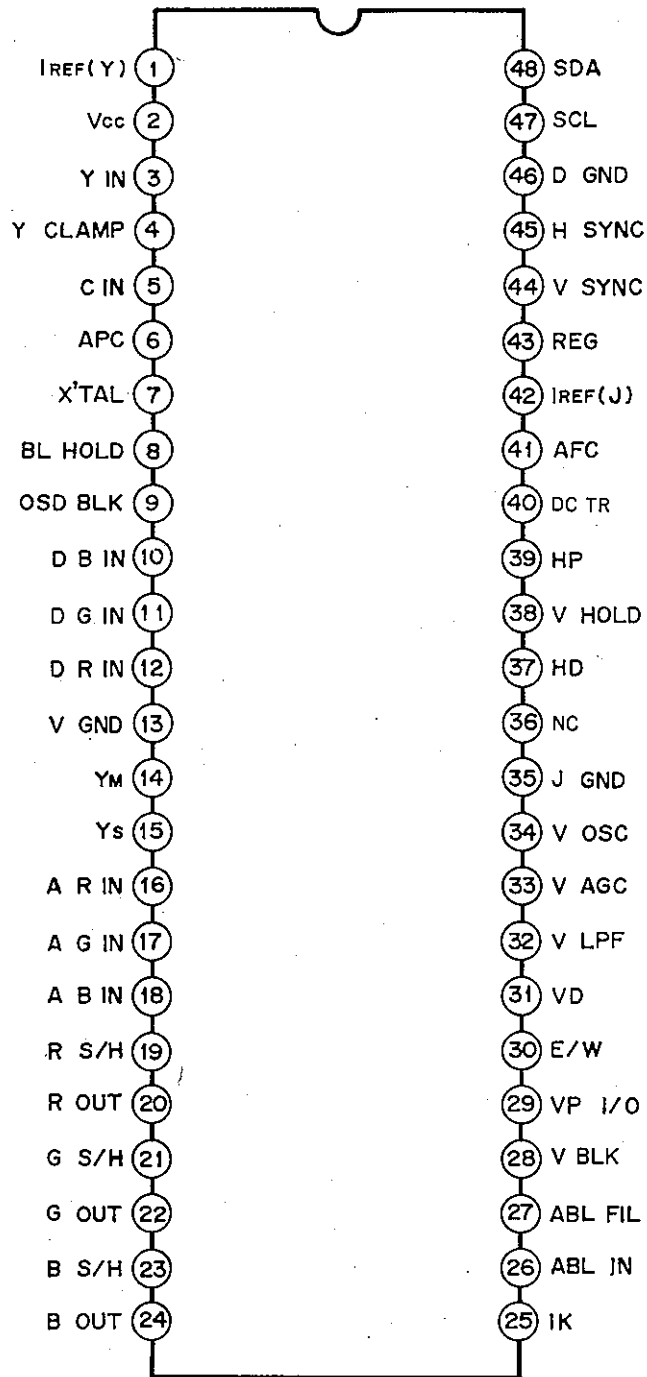 IREF(Y) 1 48 SDA
Vcc 2 47 SCL
Y IN 3 46 D GND
Y CLAMP 4 45 H SYNC
C IN 5 44 V SYNC
APC 6 43 REG
X'TAL 7 42 IREF(J)
BL HOLD 8 41 AFC
OSD BLK 9 40 DC TR
D B IN 10 39 HP
D G IN 11 38 V HOLD
D R IN 12 37 HD
V GND 13 36 NC
YM 14 35 J GND
Ys 15 34 V OSC
A R IN 16 33 V AGC
A G IN 17 32 V LPF
A B IN 18 31 VD
R S/H 19 30 E/W
R OUT 20 29 VP I/O
G S/H 21 28 V BLK
G OUT 22 27 ABL FIL
B S/H 23 26 ABL IN
B OUT 24 25 IK